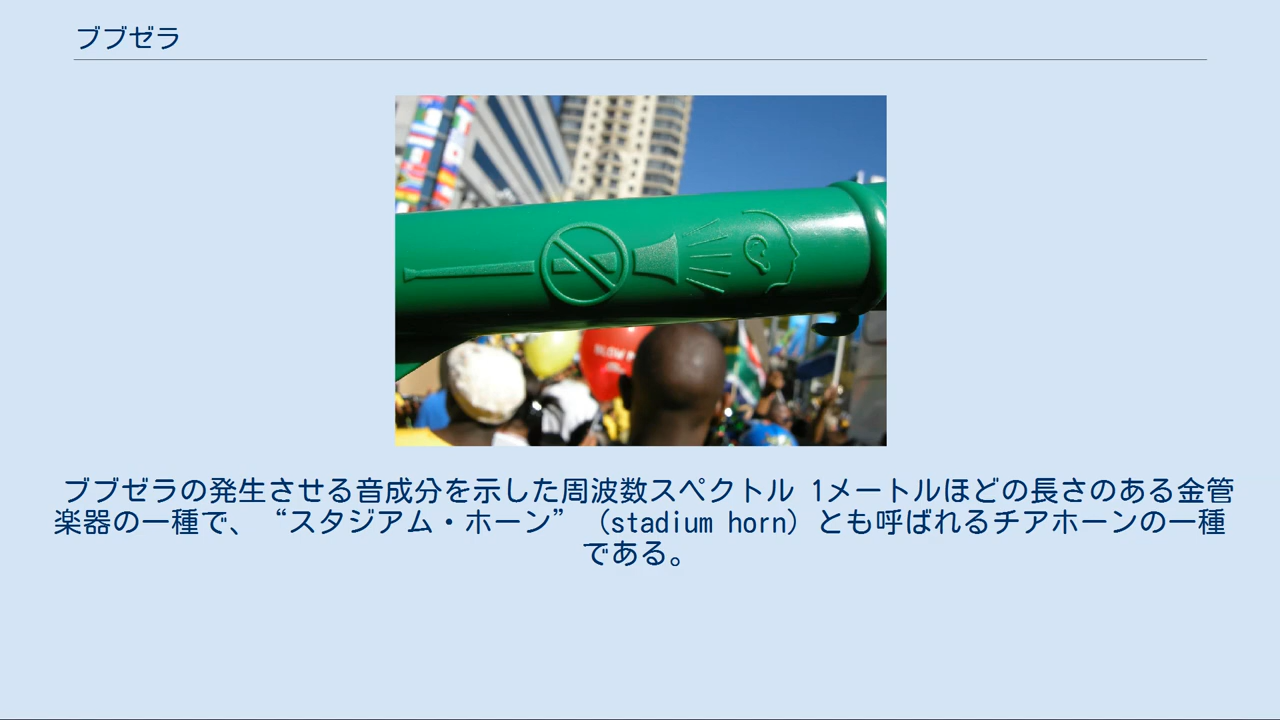 ブブゼラ
BLOW
ブブゼラの発生させる音成分を示した周波数スペクトル 1メートルほどの長さのある金管
楽器の一種で、“スタジアム・ホーン”（stadium horn）とも呼ばれるチアホーンの一種
である。